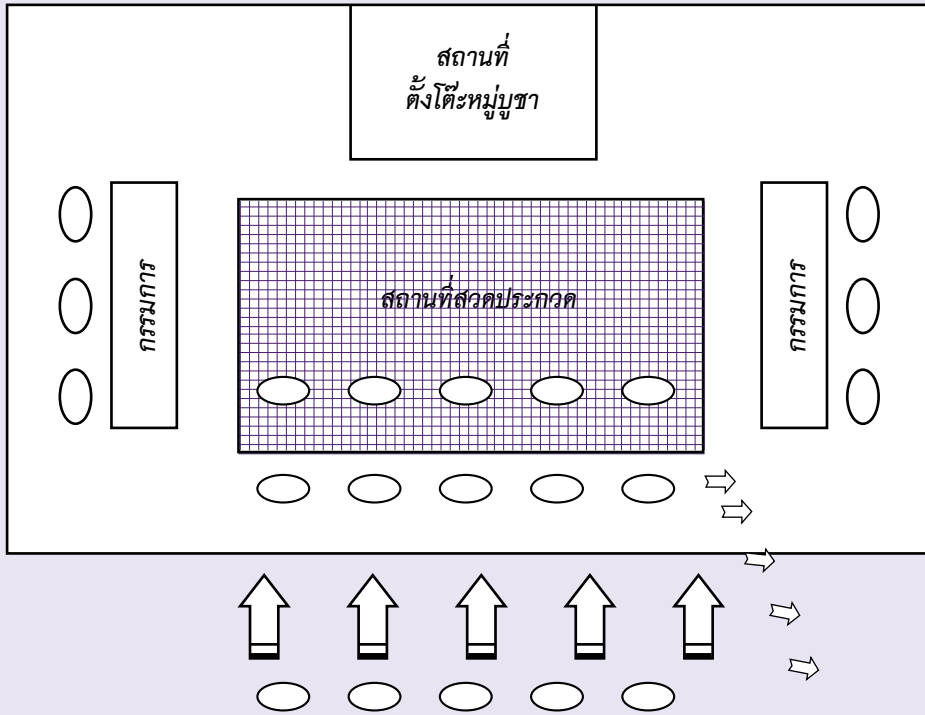 สถานที่
ตั้งโต๊ะหมู่บูชา
สถานที่สวดประกวด
กรรมการ
กรรมการ